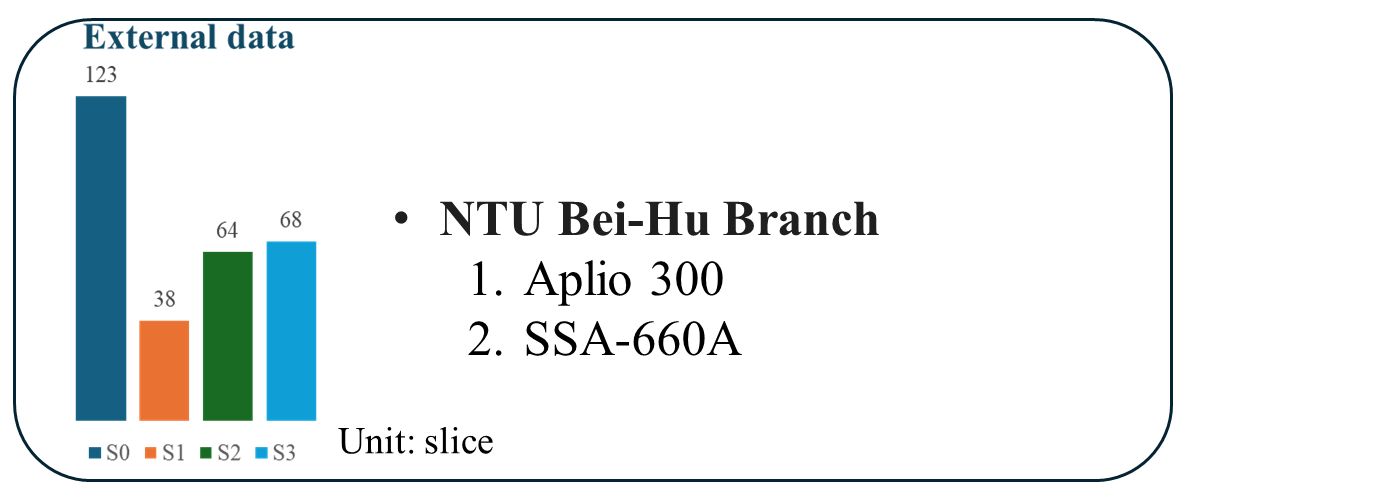 External data
123
38
64
68
S0 S1 S2 S3
Unit: slice
• NTU Bei-Hu Branch
1. Aplio 300
2. SSA-660A